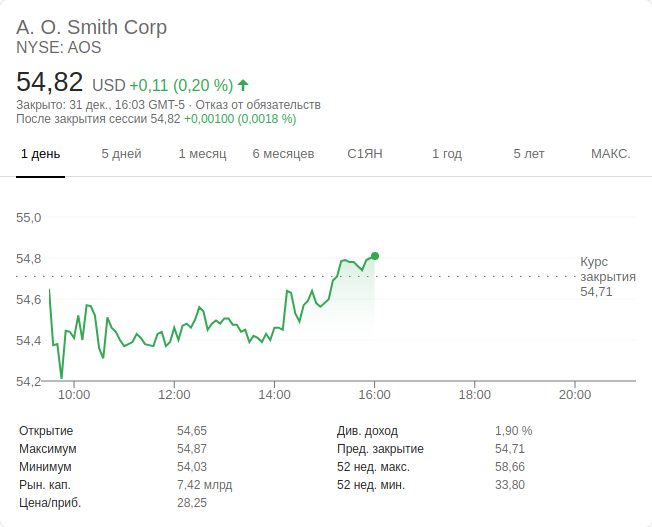 A. O. Smith Corp
NYSE: AOS
54,82 USD +0,11 (0,20 %)
Закрыто: 31 дек., 16:03 GMT-5 · Отказ от обязательств
После закрытия сессии 54,82 +0,00100 (0,0018 %)
1 день 5 дней 1 месяц 6 месяцев С1ЯН 1 год 5 лет МАКС.
55,0
54,8
Курс
закрытия
54,71
54,6
54,4
54,2
10:00 12:00 14:00 16:00 18:00 20:00
Открытие 54,65 Див. доход 1,90 %
Максимум 54,87 Пред. закрытие 54,71
Минимум 54,03 52 нед. макс. 58,66
Рын. кап. 7,42 млрд 52 нед. мин. 33,80
Цена/приб. 28,25